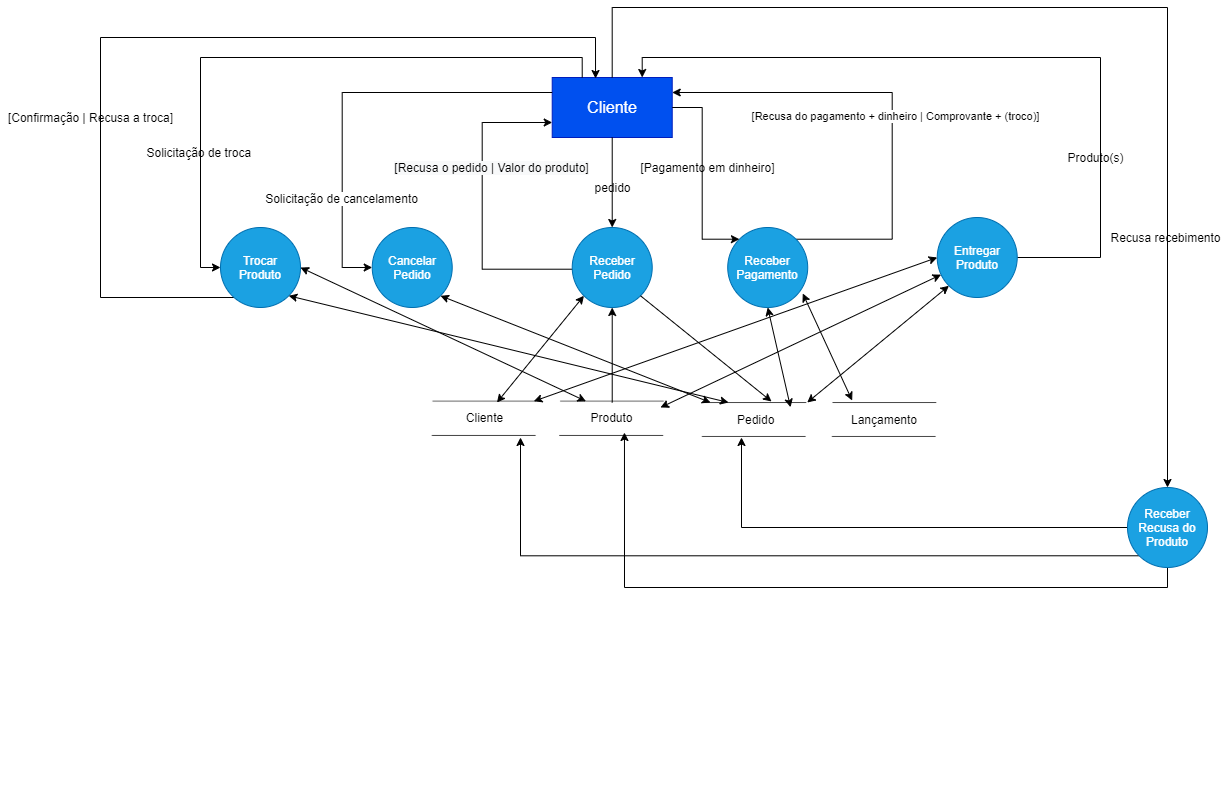 Cliente
[Confirmação | Recusa a troca]
[Recusa do pagamento + dinheiro | Comprovante + (troco)]
Solicitação de troca
Produto(s)
[Recusa o pedido | Valor do produto]
[Pagamento em dinheiro]
pedido
Solicitação de cancelamento
Recusa recebimento
Trocar
Produto
Cancelar
Pedido
Receber
Pedido
Receber
Pagamento
Entregar
Produto
Cliente
Produto
Pedido
Lançamento
Receber
Recusa do
Produto